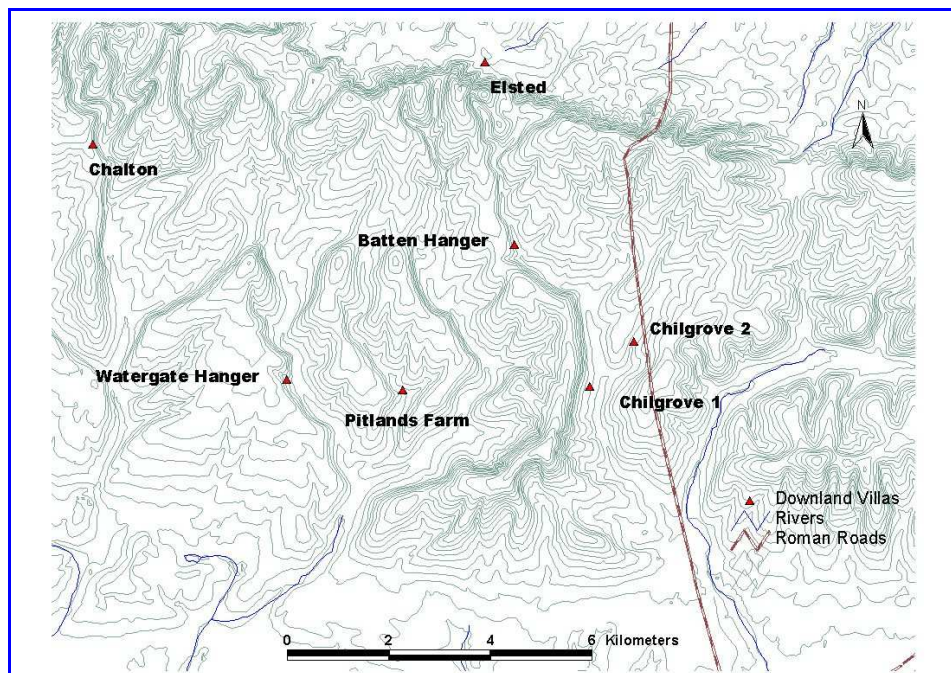 Elsted
N
Chalton
Batten Hanger
Chilgrove 2
Watergate Hanger
Chilgrove 1
Pitlands Farm
Downland Villas
Rivers
Roman Roads
0 2 4 6 Kilometers